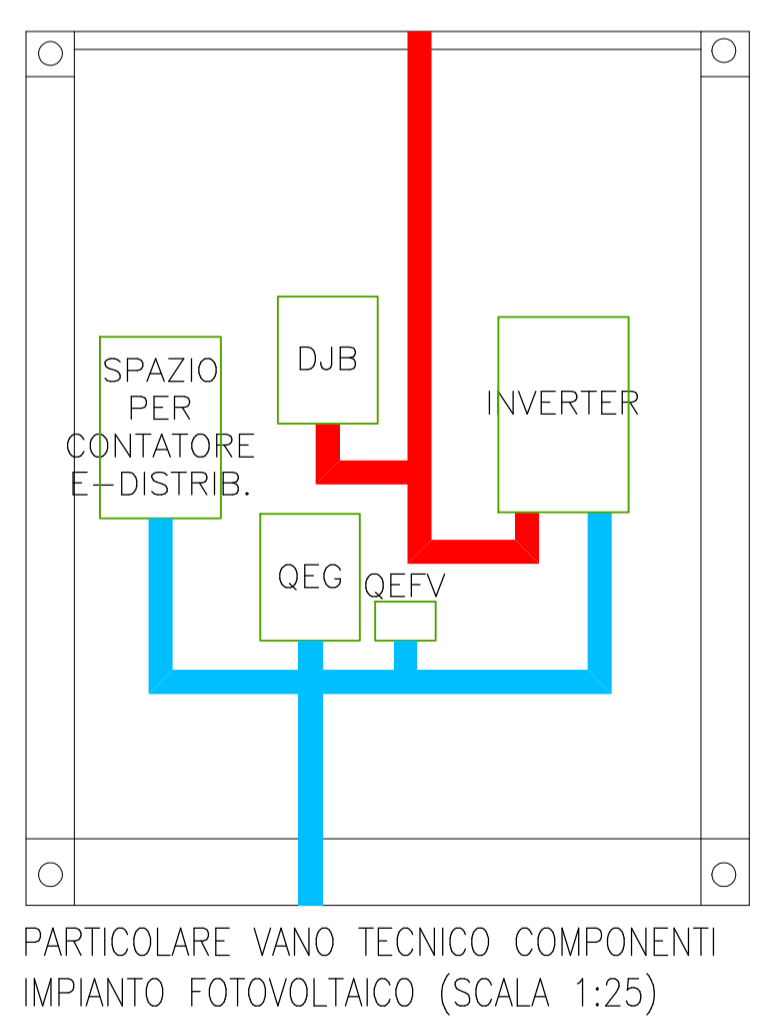 DJB
SPAZIO
PER
CONTATORE
E-DISTRIB.
INVERTER
QEG
QEFV
PARTICOLARE VANO TECNICO COMPONENTI
IMPIANTO FOTOVOLTAICO (SCALA 1:25)